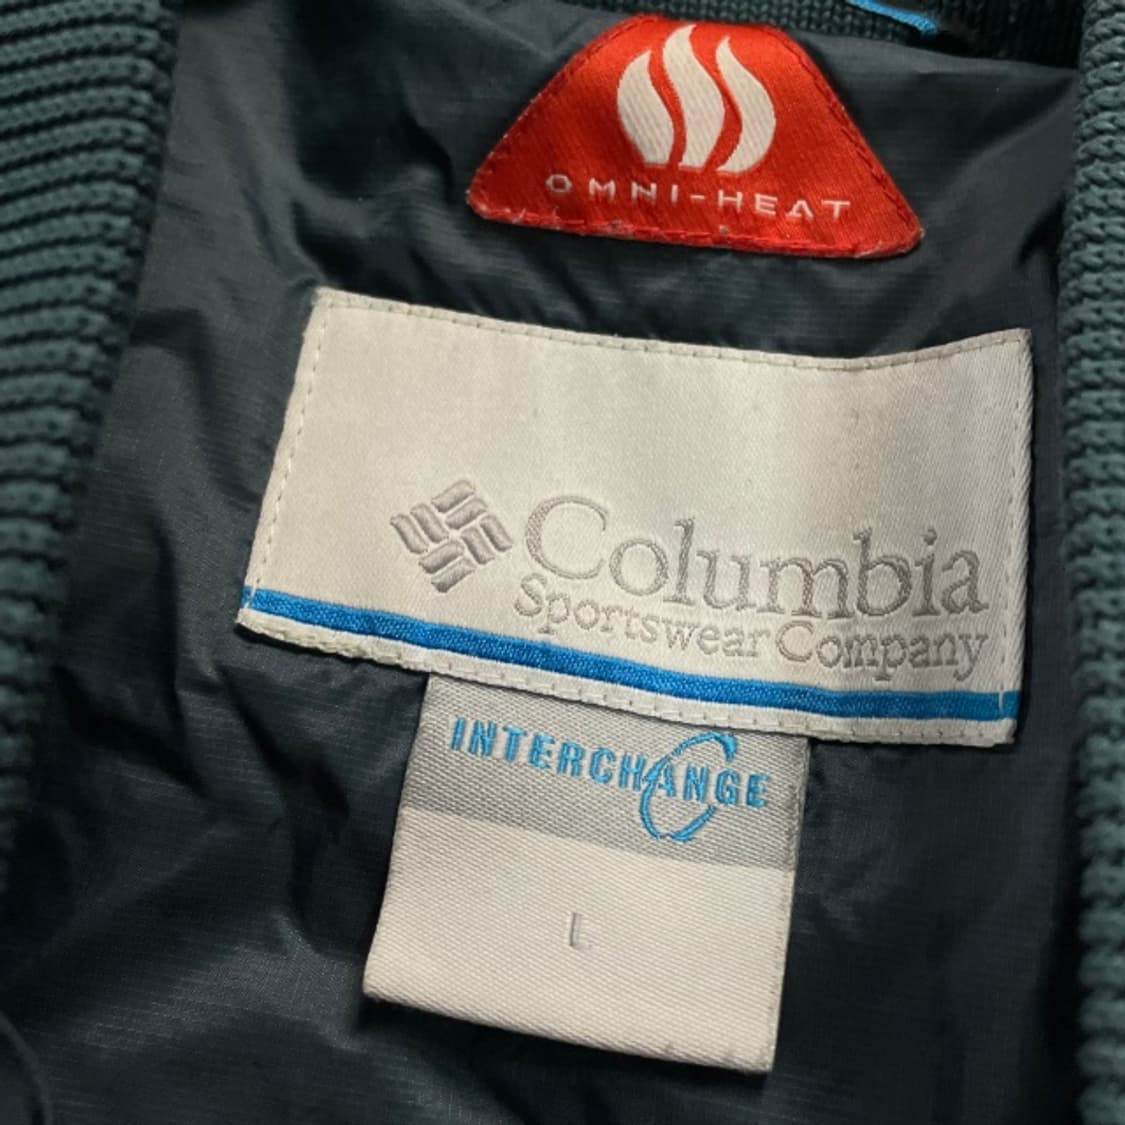 OMNI-HEAT
Columbia
Sportswear Company
INTERCHANGE
L